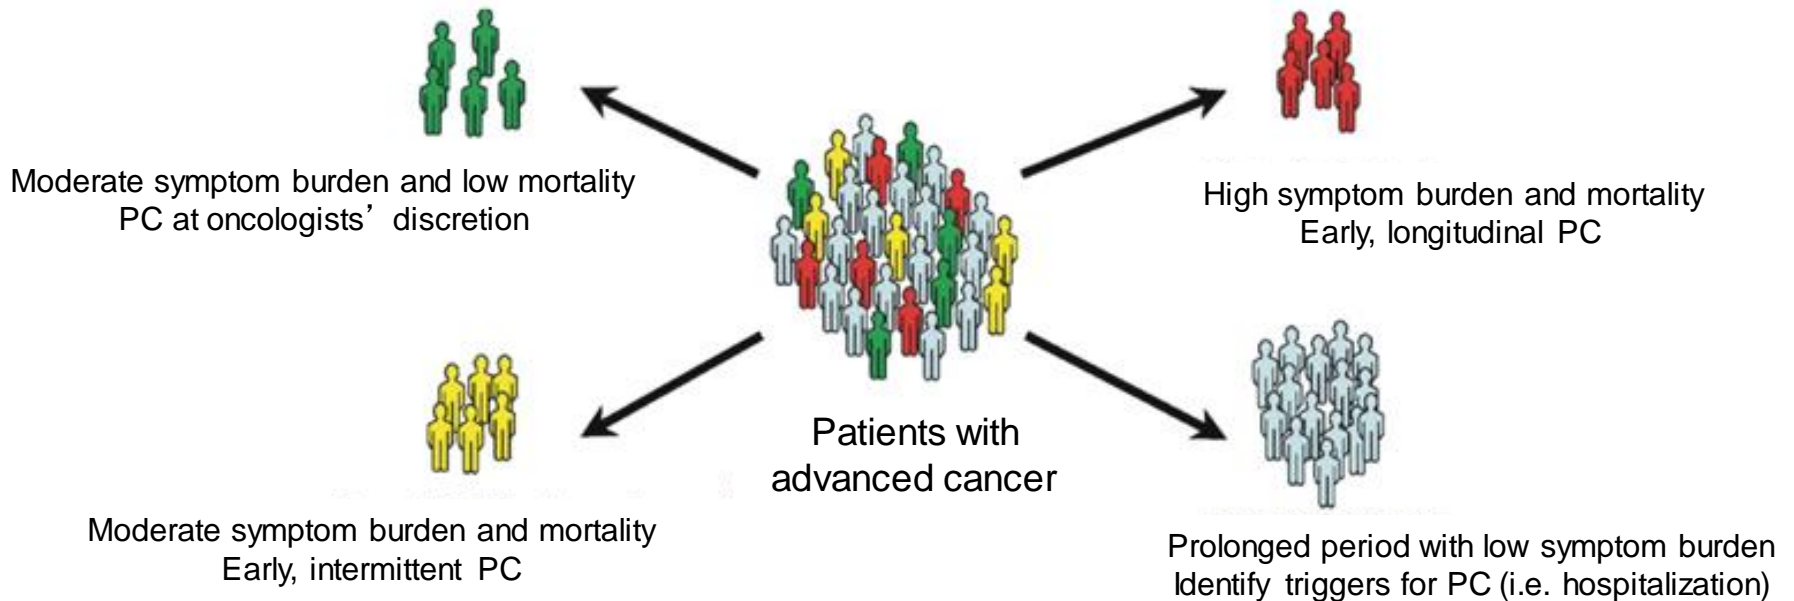 Moderate symptom burden and low mortality
PC at oncologists’ discretion
High symptom burden and mortality
Early, longitudinal PC
Patients with
advanced cancer
Moderate symptom burden and mortality
Early, intermittent PC
Prolonged period with low symptom burden
Identify triggers for PC (i.e. hospitalization)